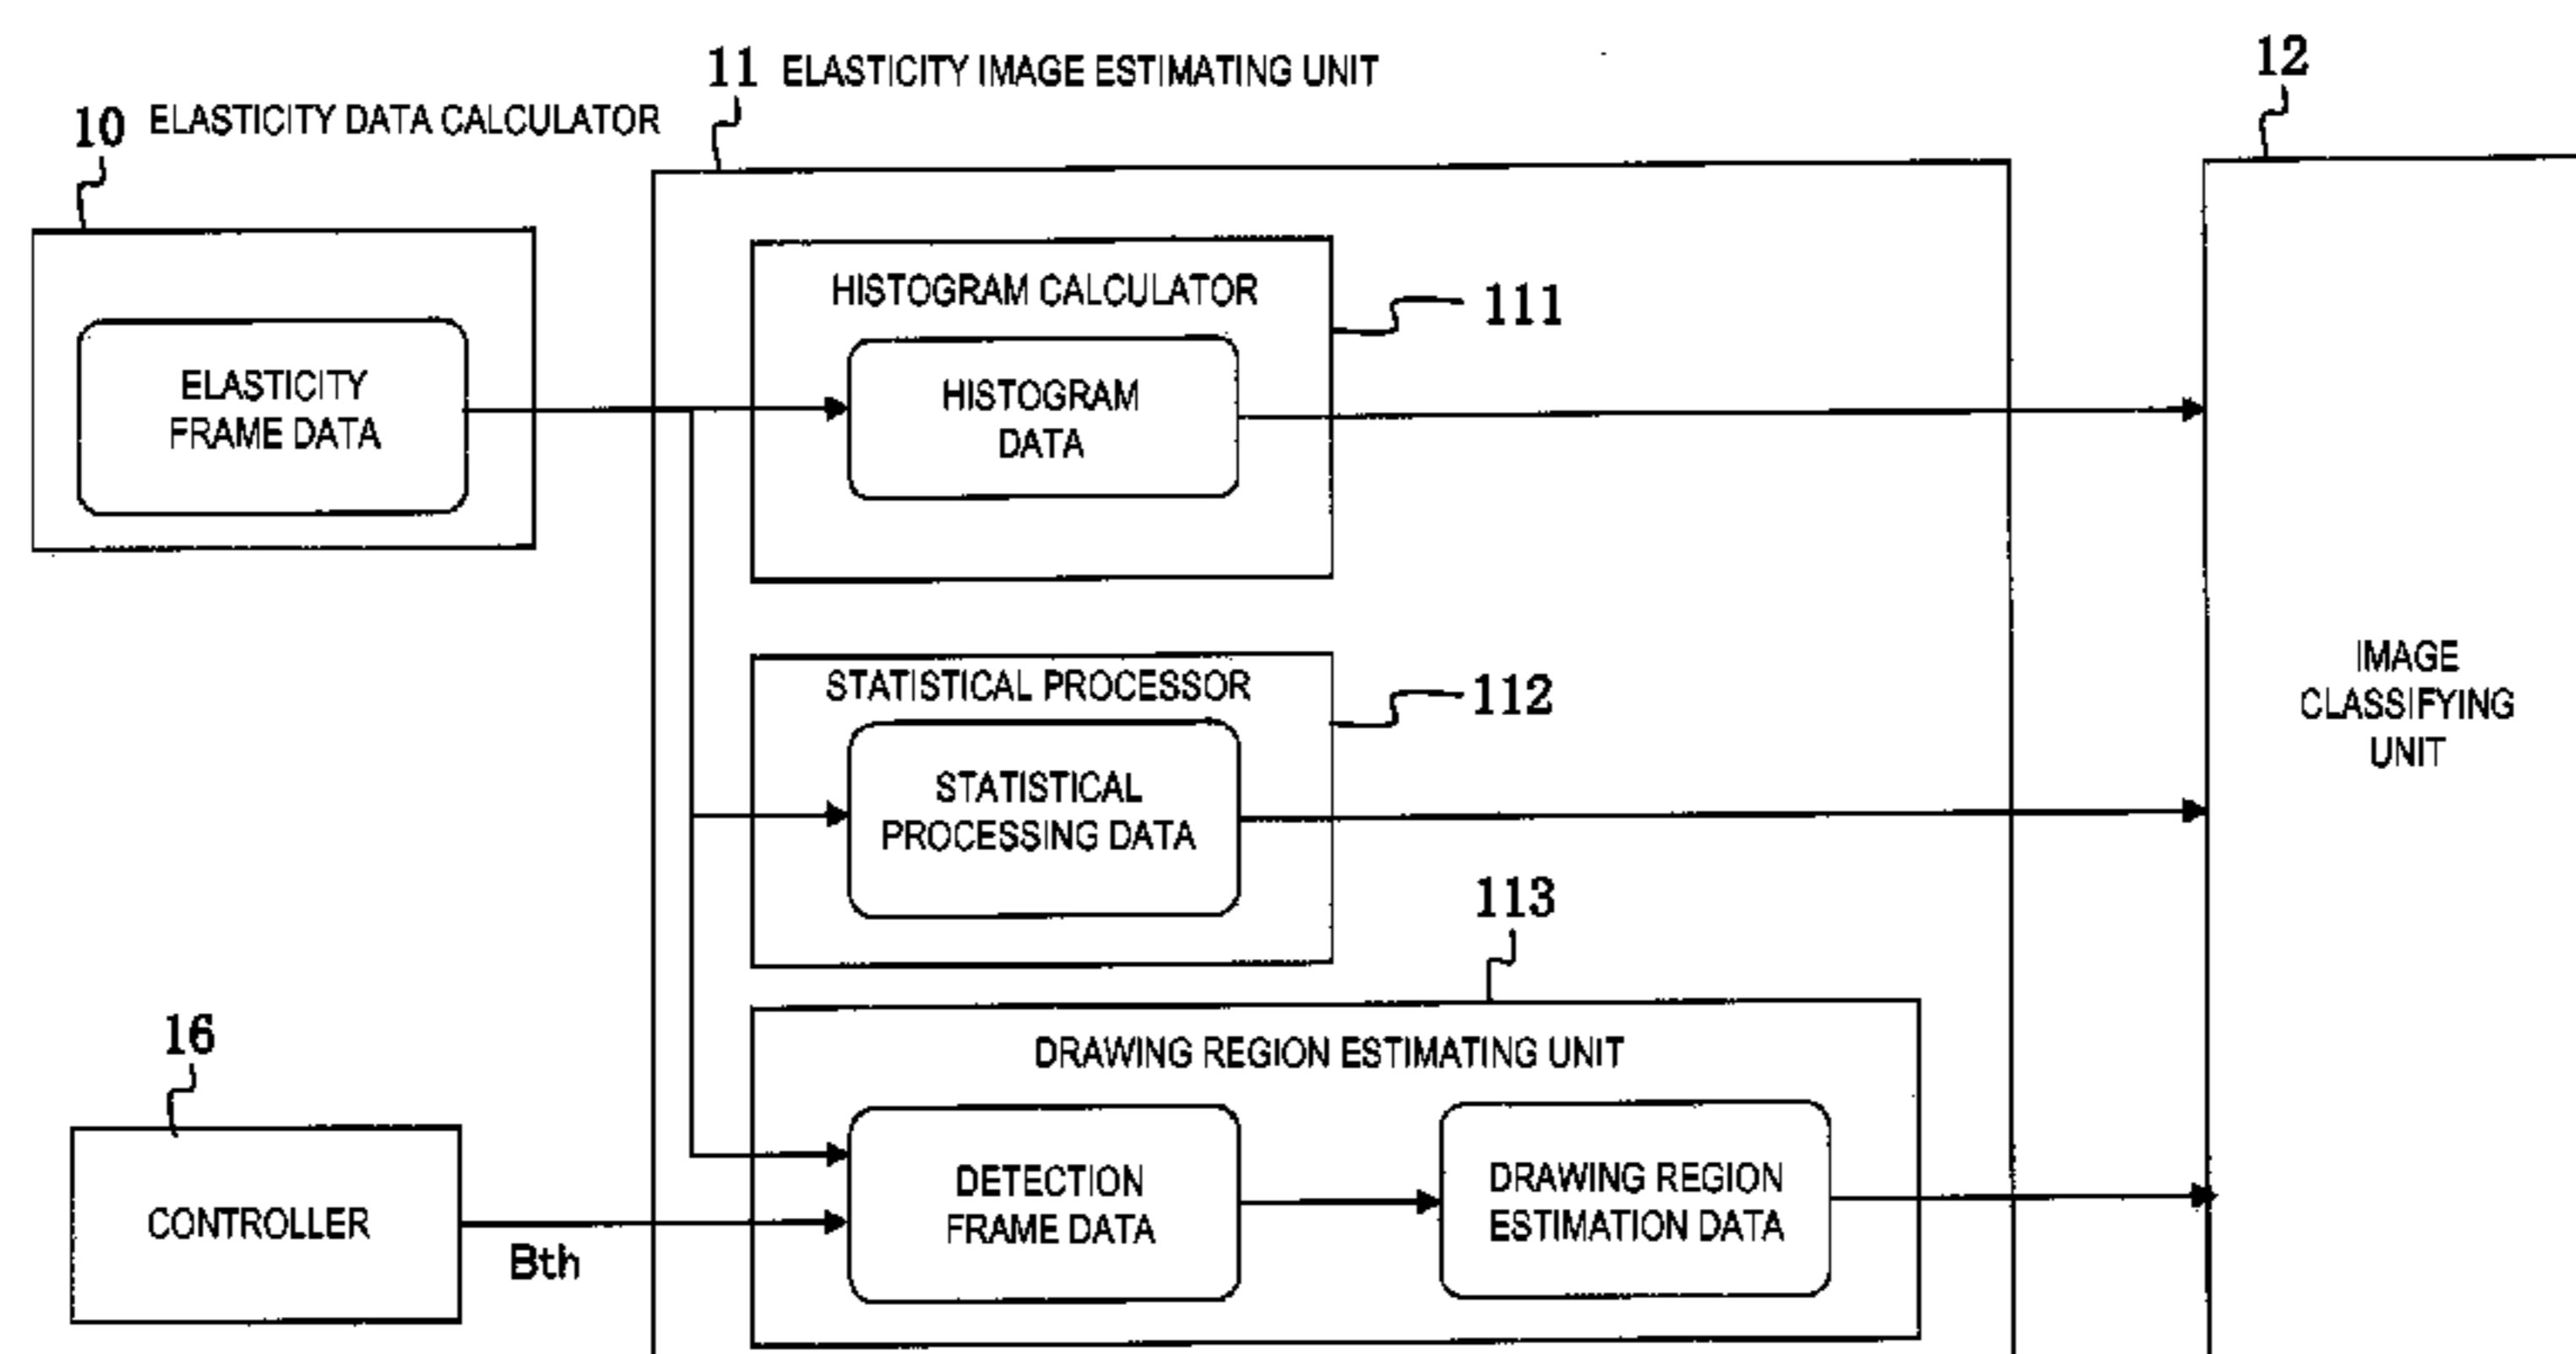 11 ELASTICITY IMAGE ESTIMATING UNIT
12
10 ELASTICITY DATA CALCULATOR
HISTOGRAM CALCULATOR
111
ELASTICITY
FRAME DATA
HISTOGRAM
DATA
STATISTICAL PROCESSOR
112
STATISTICAL
PROCESSING DATA
IMAGE
CLASSIFYING
UNIT
113
16
DRAWING REGION ESTIMATING UNIT
CONTROLLER
Bth
DETECTION
FRAME DATA
DRAWING REGION
ESTIMATION DATA